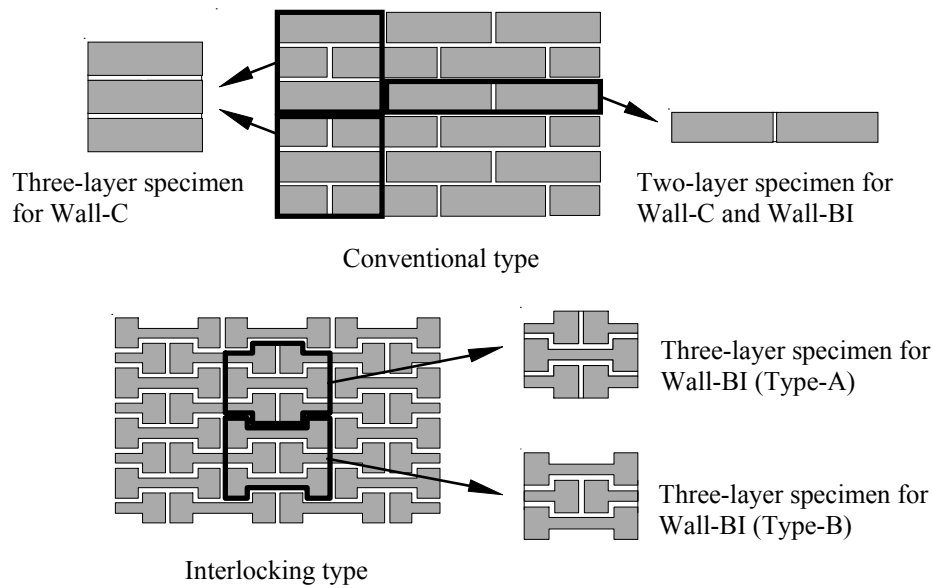 Three-layer specimen
for Wall-C
Two-layer specimen for
Wall-C and Wall-BI
Conventional type
Three-layer specimen for
Wall-BI (Type-A)
Three-layer specimen for
Wall-BI (Type-B)
Interlocking type